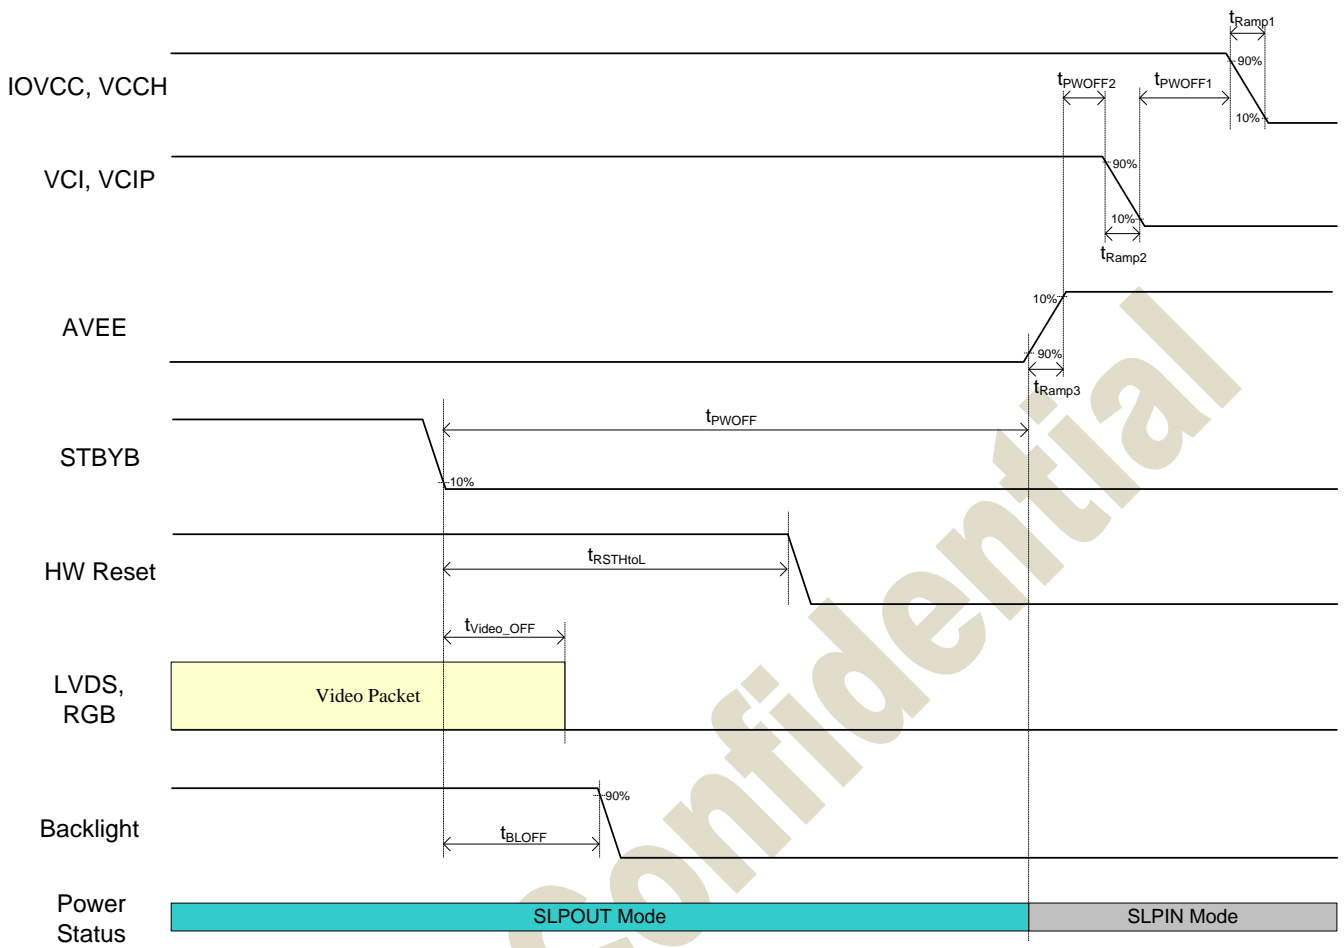 tRamp1
IOVCC, VCCH
90%
tPWOFF2
tPWOFF1
10%
VCI, VCIP
90%
10%
tRamp2
AVEE
10%
90%
tRamp3
STBYB
tPWOFF
10%
HW Reset
tRSTHtoL
tVideo_OFF
LVDS,
RGB
Video Packet
Backlight
90%
tBLOFF
Power
Status
SLPOUT Mode
SLPIN Mode
Confidential